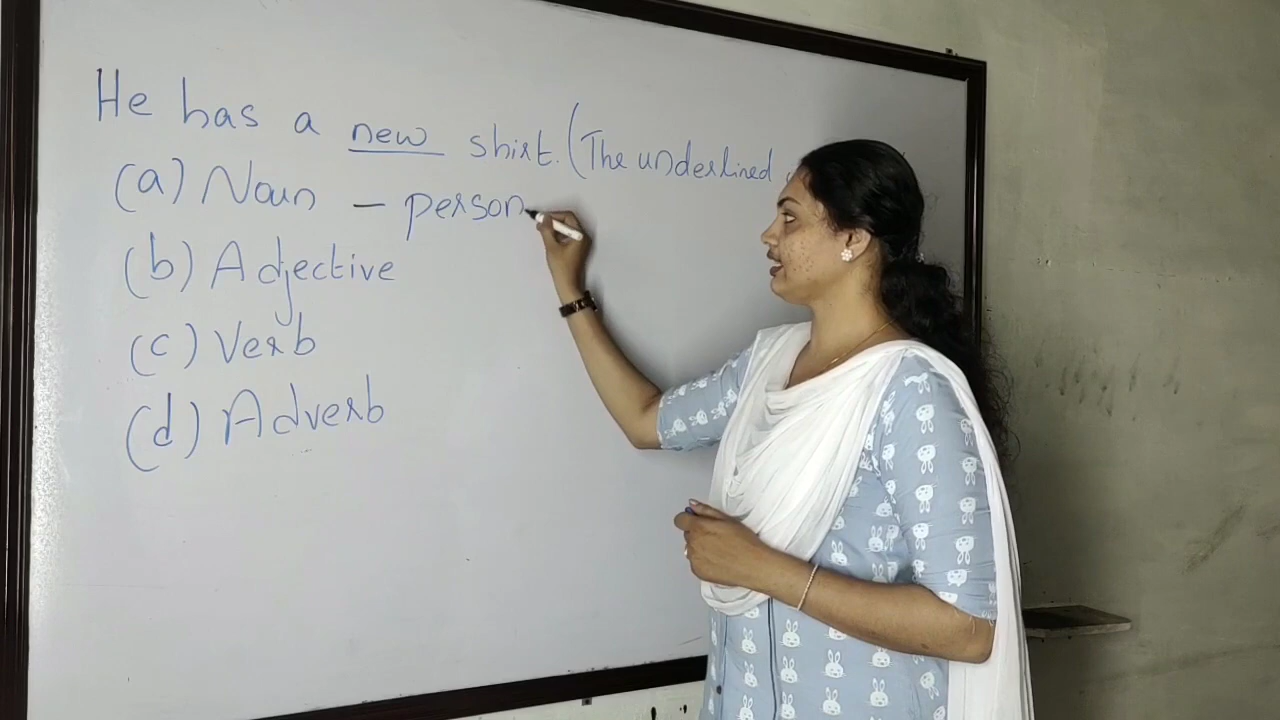 He has a new shirt. (The underlined
(a) Noun – person
(b) Adjective
(c) Verb
(d) Adverb